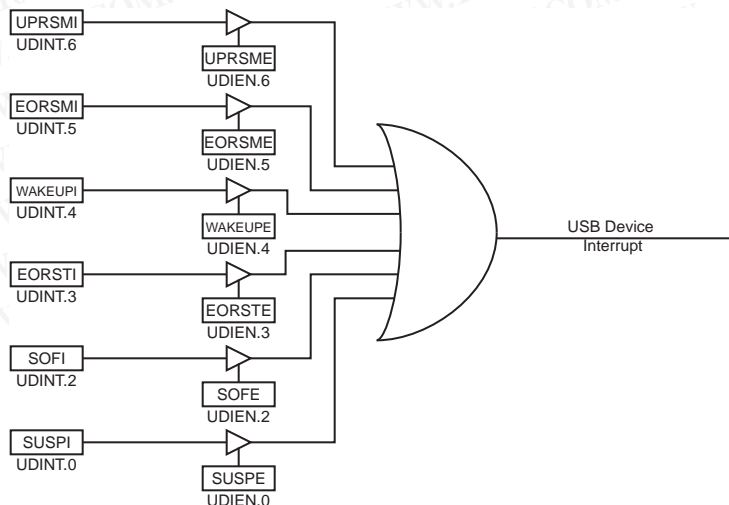 UPRSMI
UDINT.6
UPRSME
UDIEN.6
EORSMI
UDINT.5
EORSME
UDIEN.5
WAKEUPI
UDINT.4
WAKEUPE
UDIEN.4
EORSTI
UDINT.3
EORSTE
UDIEN.3
SOFI
UDINT.2
SOFE
UDIEN.2
SUSPI
UDINT.0
SUSPE
UDIEN.0
USB Device
Interrupt